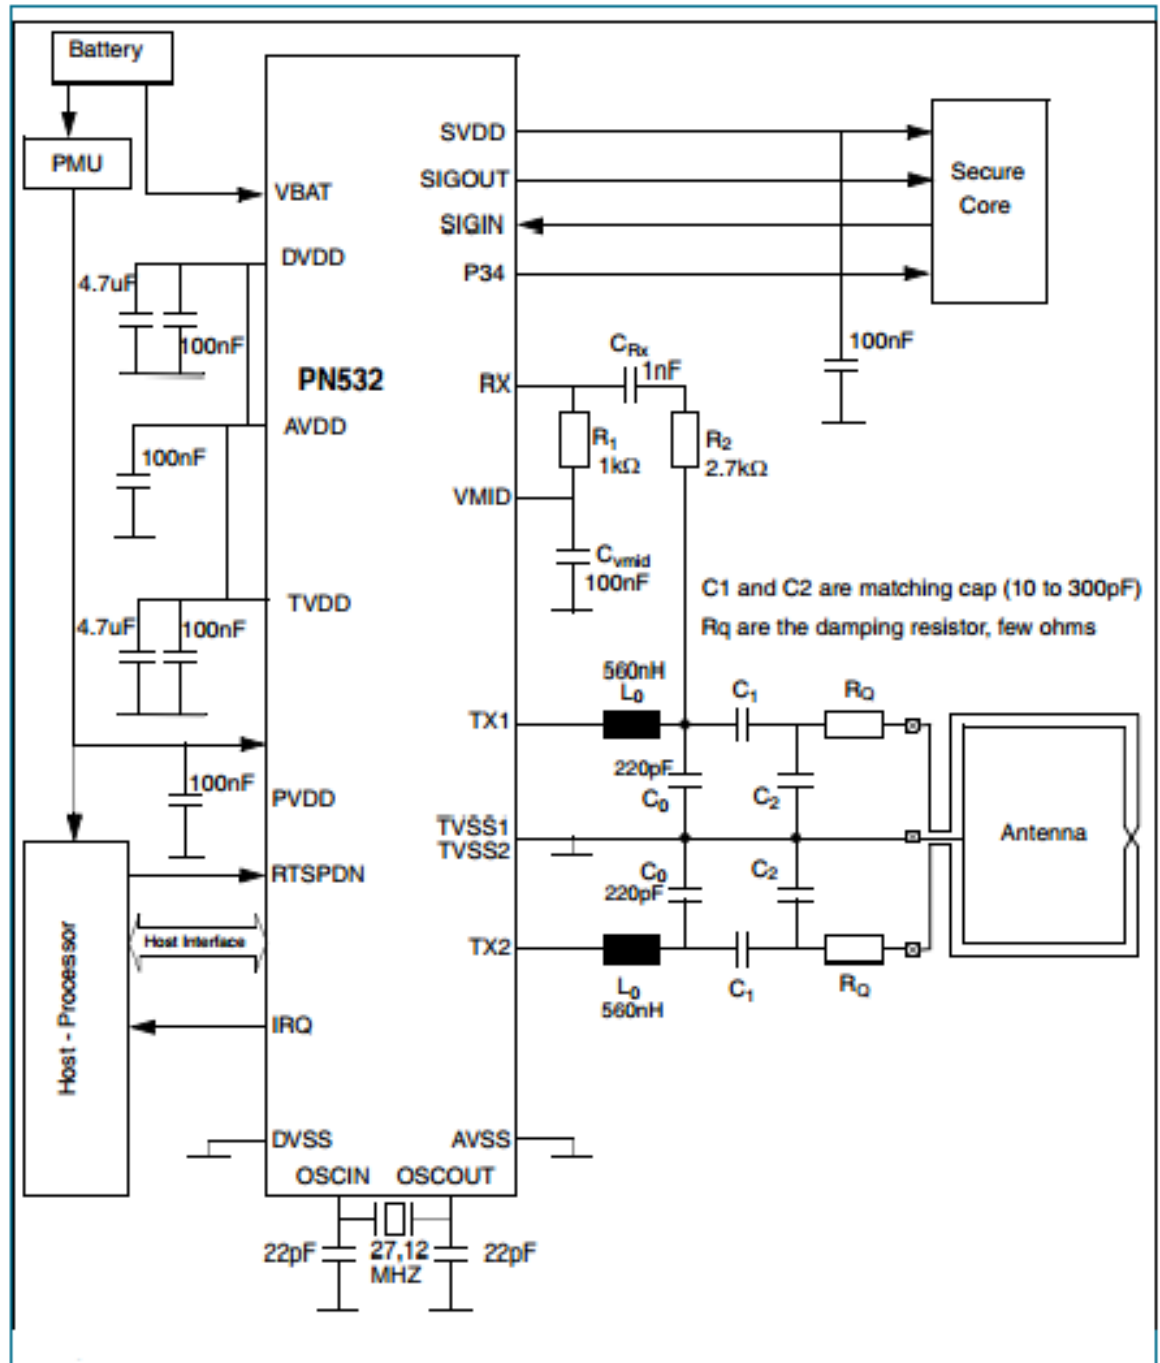 Battery
PMU
VBAT
DVDD
4.7uF
100nF
PN532
AVDD
100nF
TVDD
4.7uF
100nF
100nF
PVDD
RTSPDN
Host Interface
Host - Processor
IRQ
DVSS
OSCIN
OSCOUT
AVSS
22pF
27,12
MHZ
22pF
SVDD
SIGOUT
SIGIN
P34
Secure
Core
100nF
RX
CRx
1nF
R1
1kΩ
R2
2.7kΩ
VMID
Cvmid
100nF
C1 and C2 are matching cap (10 to 300pF)
Rq are the damping resistor, few ohms
560nH
L0
TX1
C1
RQ
220pF
C0
C2
TVSS1
TVSS2
C0
220pF
C2
Antenna
TX2
L0
560nH
C1
RQ